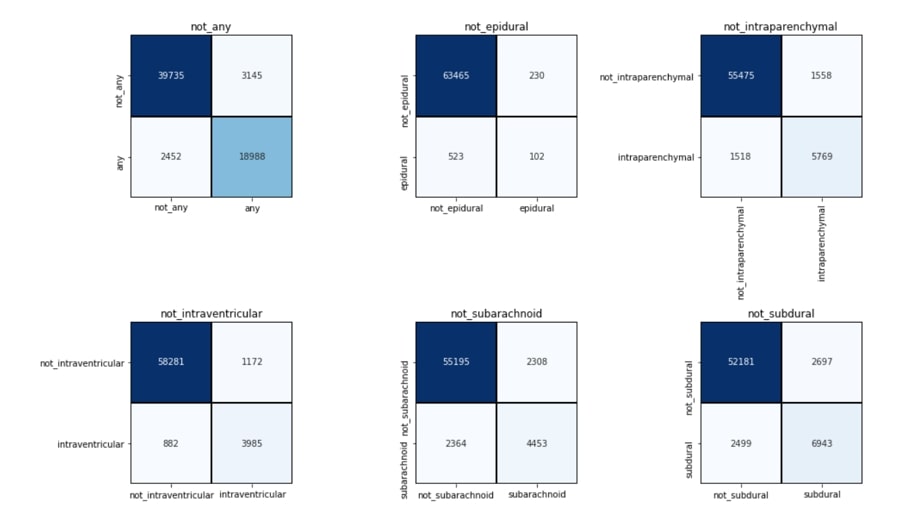 not_any
not_any
39735 3145
any
2452 18988
not_any any
not_epidural
not_epidural
63465 230
epidural
523 102
not_epidural epidural
not_intraparenchymal
not_intraparenchymal
55475 1558
intraparenchymal
1518 5769
not_intraparenchymal
intraparenchymal
not_intraventricular
not_intraventricular
58281 1172
intraventricular
882 3985
not_intraventricular intraventricular
not_subarachnoid
not_subarachnoid
55195 2308
subarachnoid
2364 4453
not_subarachnoid subarachnoid
not_subdural
not_subdural
52181 2697
subdural
2499 6943
not_subdural subdural